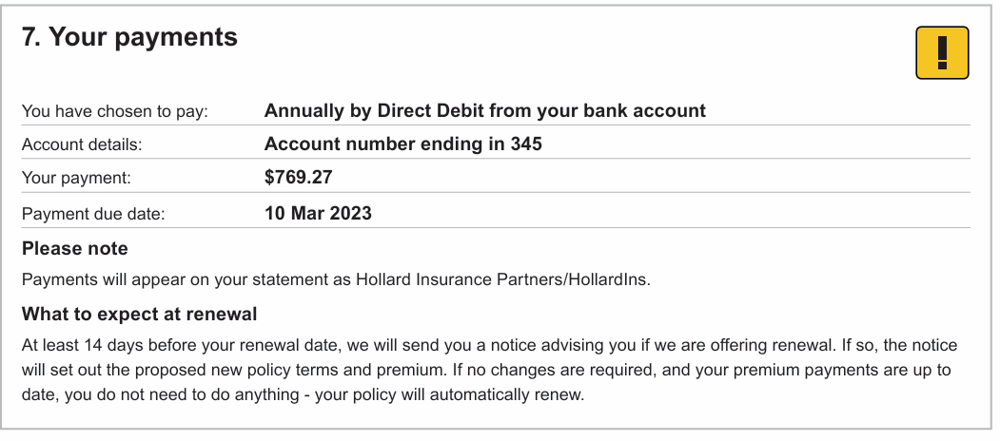 7. Your payments
!
You have chosen to pay: Annually by Direct Debit from your bank account
Account details: Account number ending in 345
Your payment: $769.27
Payment due date: 10 Mar 2023
Please note
Payments will appear on your statement as Hollard Insurance Partners/HollardIns.
What to expect at renewal
At least 14 days before your renewal date, we will send you a notice advising you if we are offering renewal. If so, the notice
will set out the proposed new policy terms and premium. If no changes are required, and your premium payments are up to
date, you do not need to do anything - your policy will automatically renew.